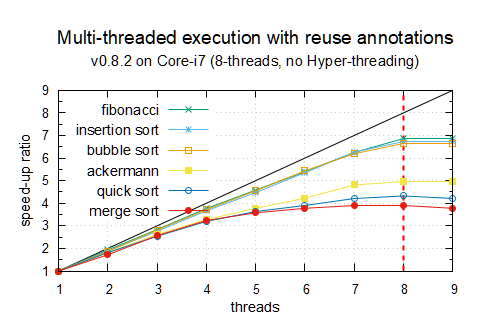 Multi-threaded execution with reuse annotations
v0.8.2 on Core-i7 (8-threads, no Hyper-threading)
9
8
7
6
5
4
3
2
1
speed-up ratio
fibonacci
insertion sort
bubble sort
ackermann
quick sort
merge sort
1 2 3 4 5 6 7 8 9
threads